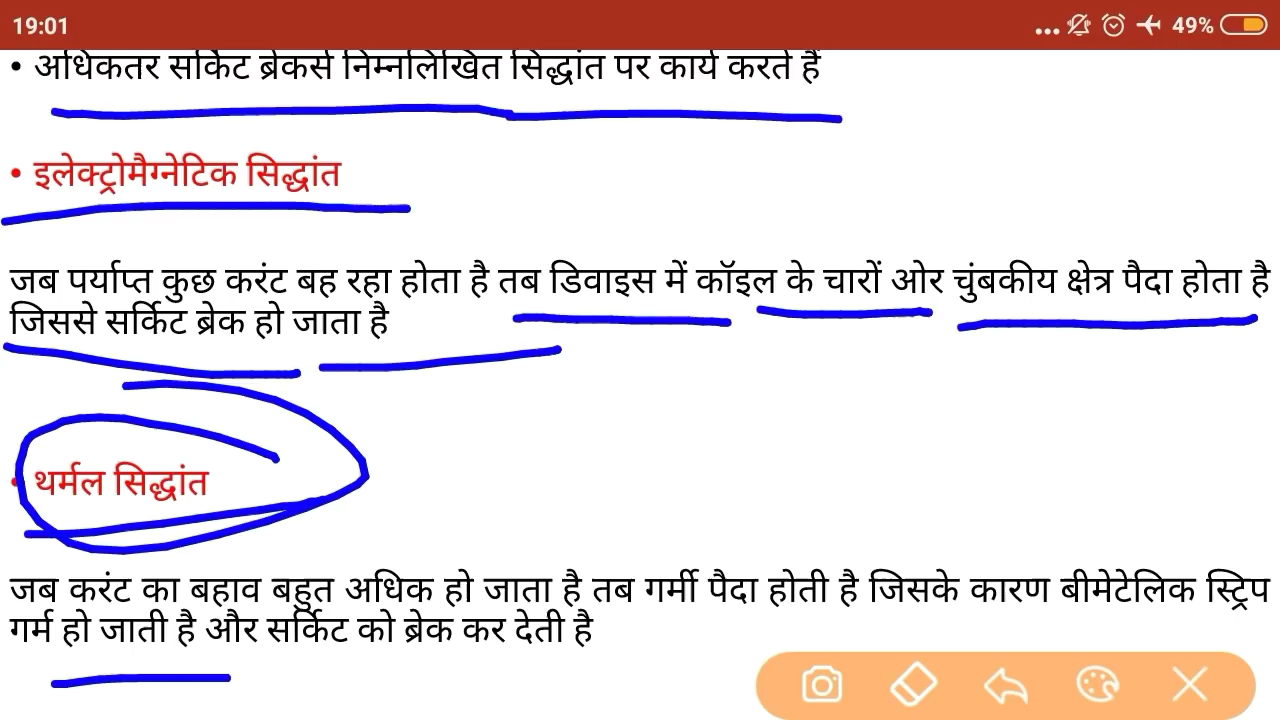 19:01
49%
• अधिकतर सर्किट ब्रेकर्स निम्नलिखित सिद्धांत पर कार्य करते हैं
• इलेक्ट्रोमैग्नेटिक सिद्धांत
जब पर्याप्त कुछ करंट बह रहा होता है तब डिवाइस में कॉइल के चारों ओर चुंबकीय क्षेत्र पैदा होता है
जिससे सर्किट ब्रेक हो जाता है
• थर्मल सिद्धांत
जब करंट का बहाव बहुत अधिक हो जाता है तब गर्मी पैदा होती है जिसके कारण बीमेटेलिक स्ट्रिप
गर्म हो जाती है और सर्किट को ब्रेक कर देती है